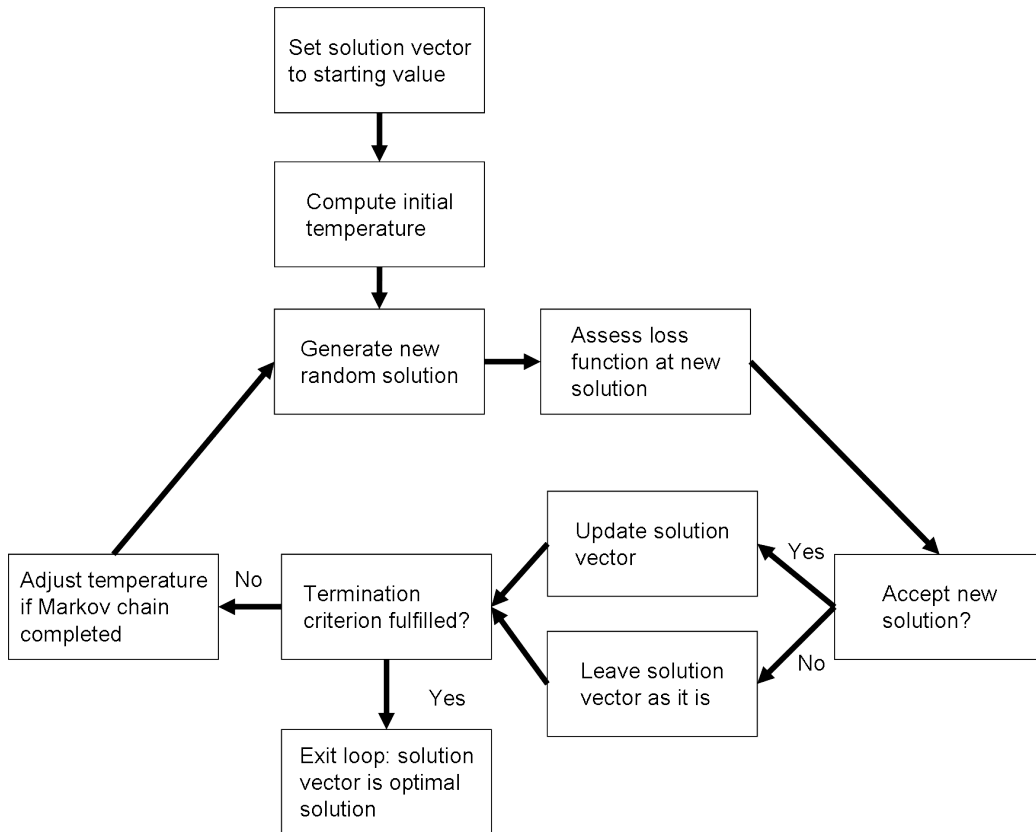 Set solution vector
to starting value
Compute initial
temperature
Generate new
random solution
Assess loss
function at new
solution
Accept new
solution?
Yes
No
Update solution
vector
Leave solution
vector as it is
Termination
criterion fulfilled?
No
Yes
Adjust temperature
if Markov chain
completed
Exit loop: solution
vector is optimal
solution